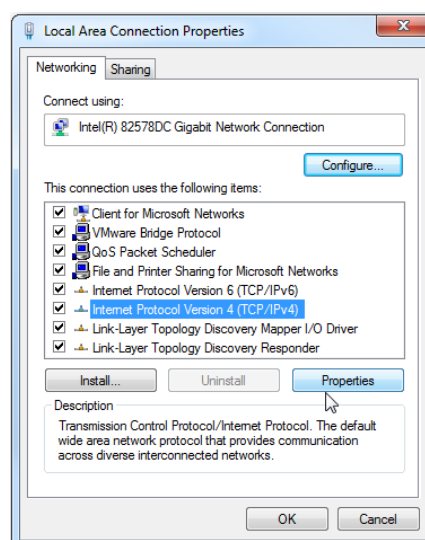 Local Area Connection Properties
Networking Sharing
Connect using:
Intel(R) 82578DC Gigabit Network Connection
Configure...
This connection uses the following items:
Client for Microsoft Networks
VMware Bridge Protocol
QoS Packet Scheduler
File and Printer Sharing for Microsoft Networks
Internet Protocol Version 6 (TCP/IPv6)
Internet Protocol Version 4 (TCP/IPv4)
Link-Layer Topology Discovery Mapper I/O Driver
Link-Layer Topology Discovery Responder
Install... Uninstall Properties
Description
Transmission Control Protocol/Internet Protocol. The default
wide area network protocol that provides communication
across diverse interconnected networks.
OK Cancel